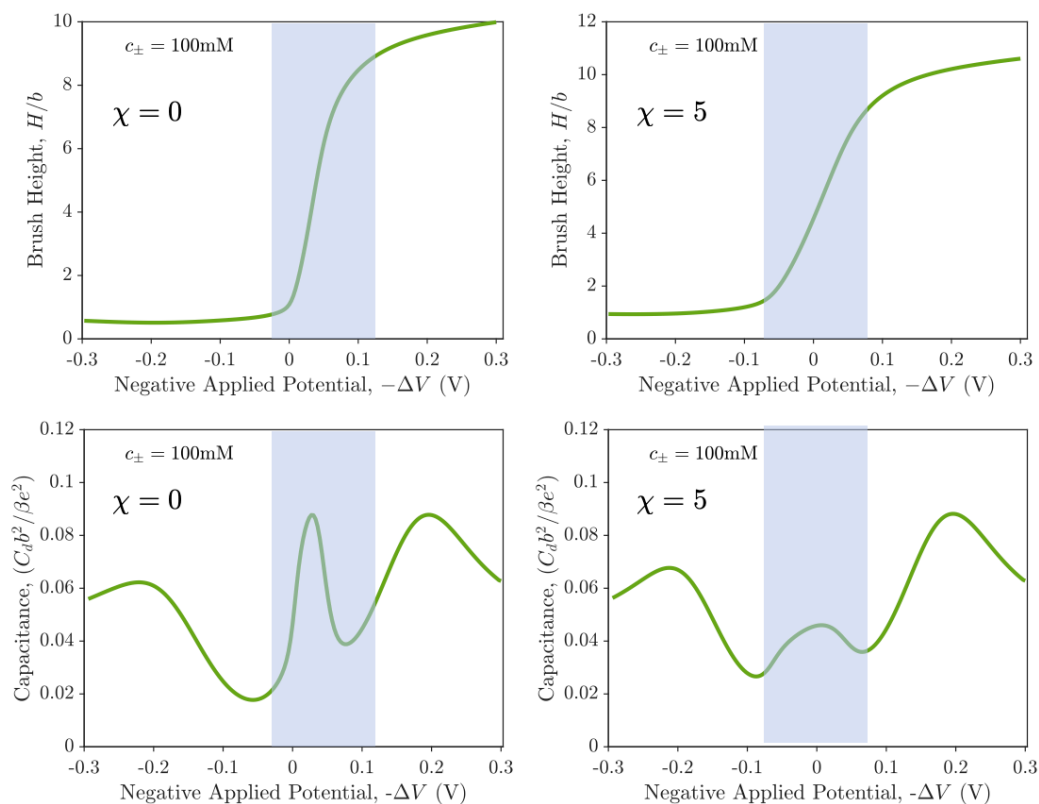 10
8
6
4
2
0
Brush Height, H/b
c± = 100mM
χ = 0
-0.3 -0.2 -0.1 0 0.1 0.2 0.3
Negative Applied Potential, −ΔV (V)
12
10
8
6
4
2
0
Brush Height, H/b
c± = 100mM
χ = 5
-0.3 -0.2 -0.1 0 0.1 0.2 0.3
Negative Applied Potential, −ΔV (V)
0.12
0.1
0.08
0.06
0.04
0.02
0
Capacitance, (C_d b²/βe²)
c± = 100mM
χ = 0
-0.3 -0.2 -0.1 0 0.1 0.2 0.3
Negative Applied Potential, -ΔV (V)
0.12
0.1
0.08
0.06
0.04
0.02
0
Capacitance, (C_d b²/βe²)
c± = 100mM
χ = 5
-0.3 -0.2 -0.1 0 0.1 0.2 0.3
Negative Applied Potential, -ΔV (V)